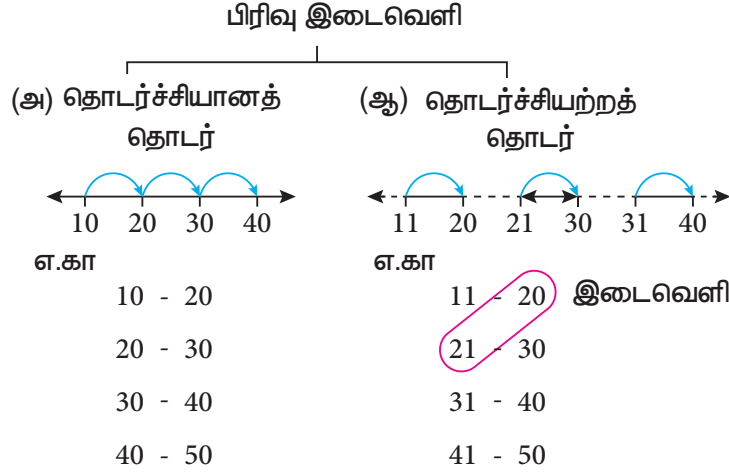 பிரிவு இடைவெளி
(அ) தொடர்ச்சியானத்
தொடர்
10 20 30 40
எ.கா
10 - 20
20 - 30
30 - 40
40 - 50
(ஆ) தொடர்ச்சியற்றத்
தொடர்
11 20 21 30 31 40
எ.கா
11 - 20 இடைவெளி
21 - 30
31 - 40
41 - 50